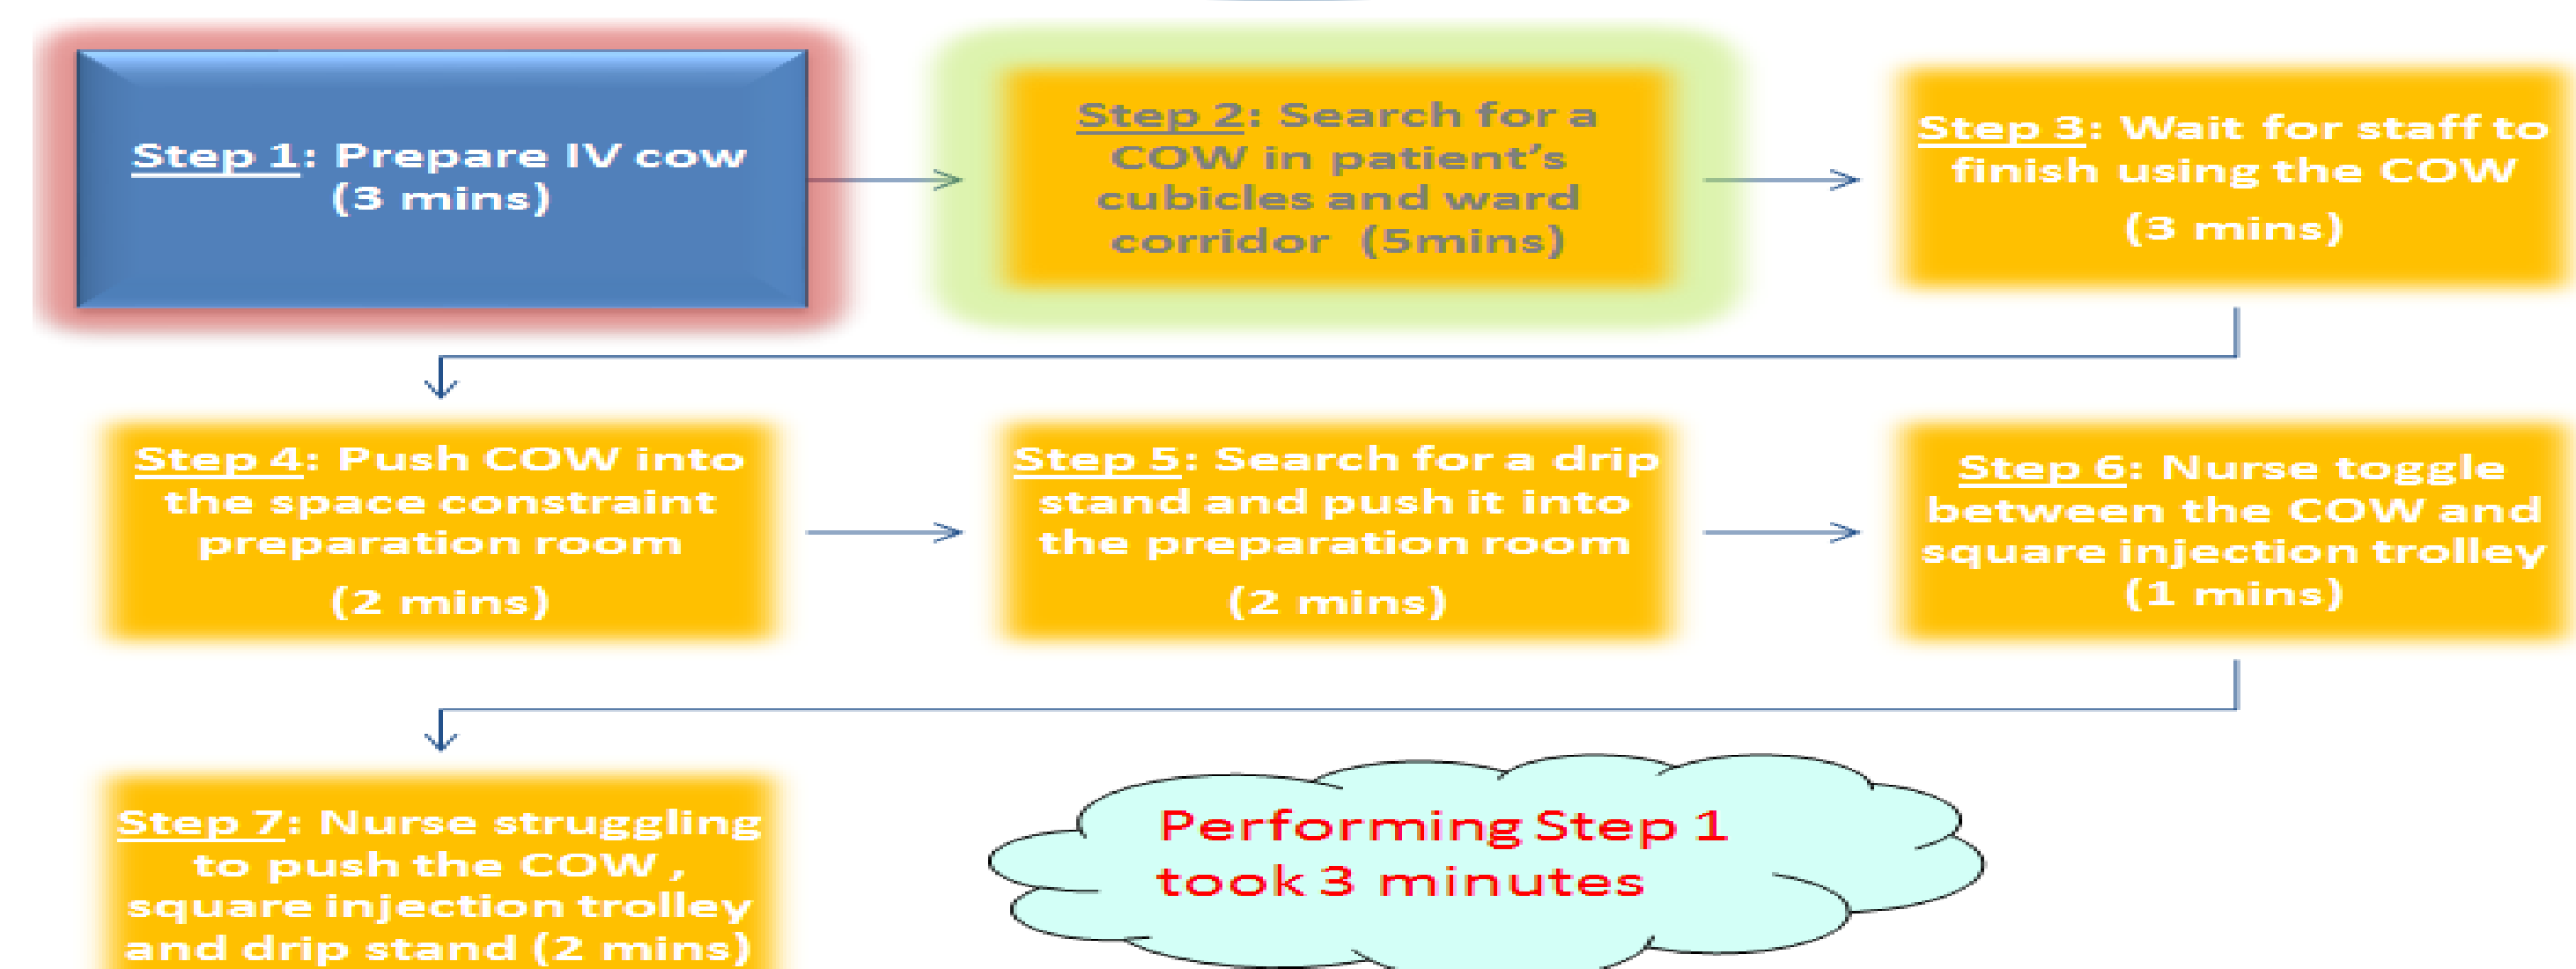 Step 1: Prepare IV cow
(3 mins)
Step 2: Search for a
COW in patient’s
cubicles and ward
corridor (5mins)
Step 3: Wait for staff to
finish using the COW
(3 mins)
Step 4: Push COW into
the space constraint
preparation room
(2 mins)
Step 5: Search for a drip
stand and push it into
the preparation room
(2 mins)
Step 6: Nurse toggle
between the COW and
square injection trolley
(1 mins)
Step 7: Nurse struggling
to push the COW ,
square injection trolley
and drip stand (2 mins)
Performing Step 1
took 3 minutes